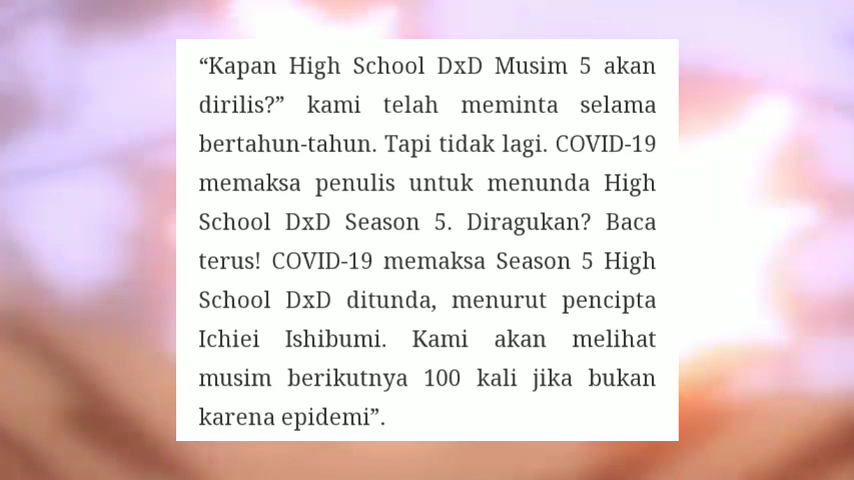 “Kapan High School DxD Musim 5 akan
dirilis?” kami telah meminta selama
bertahun-tahun. Tapi tidak lagi. COVID-19
memaksa penulis untuk menunda High
School DxD Season 5. Diragukan? Baca
terus! COVID-19 memaksa Season 5 High
School DxD ditunda, menurut pencipta
Ichiei Ishibumi. Kami akan melihat
musim berikutnya 100 kali jika bukan
karena epidemi”.